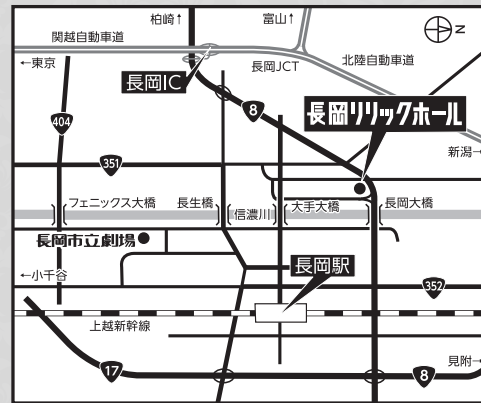 柏崎↑
富山↑
関越自動車道
N
←東京
長岡JCT
北陸自動車道
長岡IC
8
長岡リリックホール
404
新潟→
351
フェニックス大橋
長生橋
信濃川
大手大橋
長岡大橋
長岡市立劇場
長岡駅
←小千谷
352
上越新幹線
見附→
17
8